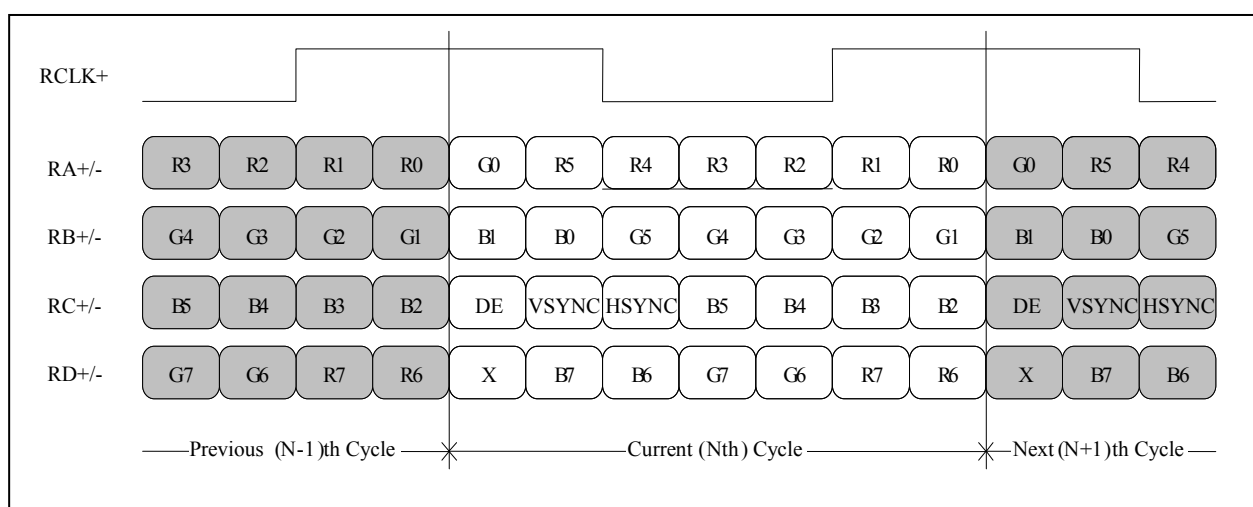 RCLK+
RA+/- R3 R2 R1 R0 G0 R5 R4 R3 R2 R1 R0 G0 R5 R4
RB+/- G4 G3 G2 G1 B1 B0 G5 G4 G3 G2 G1 B1 B0 G5
RC+/- B5 B4 B3 B2 DE VSYNC HSYNC B5 B4 B3 B2 DE VSYNC HSYNC
RD+/- G7 G6 R7 R6 X B7 B6 G7 G6 R7 R6 X B7 B6
Previous (N-1)th Cycle Current (Nth) Cycle Next (N+1)th Cycle